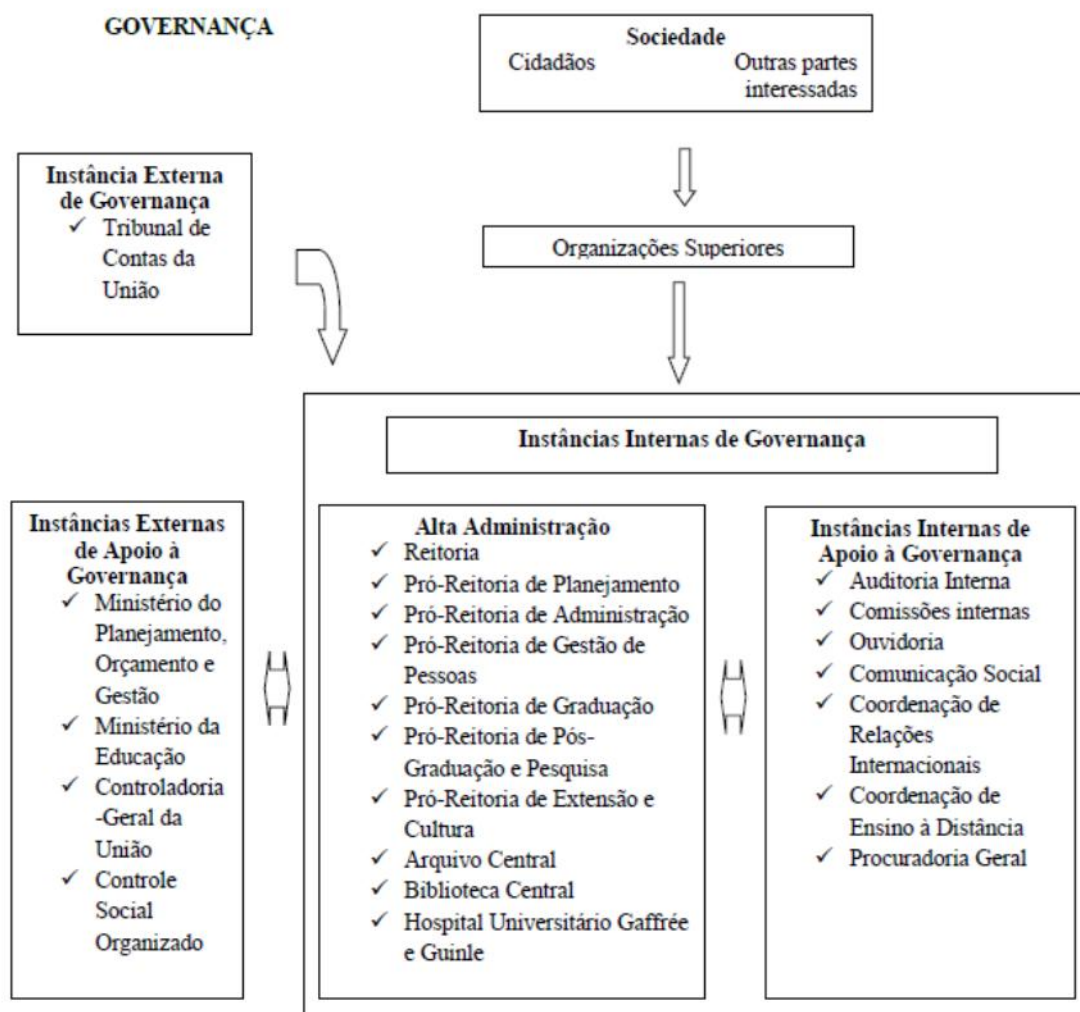 GOVERNANÇA
Sociedade
Cidadãos
Outras partes
interessadas
Instância Externa
de Governança
✓ Tribunal de
Contas da
União
Organizações Superiores
Instâncias Internas de Governança
Instâncias Externas
de Apoio à
Governança
✓ Ministério do
Planejamento,
Orçamento e
Gestão
✓ Ministério da
Educação
✓ Controladoria
-Geral da
União
✓ Controle
Social
Organizado
Alta Administração
✓ Reitoria
✓ Pró-Reitoria de Planejamento
✓ Pró-Reitoria de Administração
✓ Pró-Reitoria de Gestão de
Pessoas
✓ Pró-Reitoria de Graduação
✓ Pró-Reitoria de Pós-
Graduação e Pesquisa
✓ Pró-Reitoria de Extensão e
Cultura
✓ Arquivo Central
✓ Biblioteca Central
✓ Hospital Universitário Gaffrée
e Guinle
Instâncias Internas de
Apoio à Governança
✓ Auditoria Interna
✓ Comissões internas
✓ Ouvidoria
✓ Comunicação Social
✓ Coordenação de
Relações
Internacionais
✓ Coordenação de
Ensino à Distância
✓ Procuradoria Geral